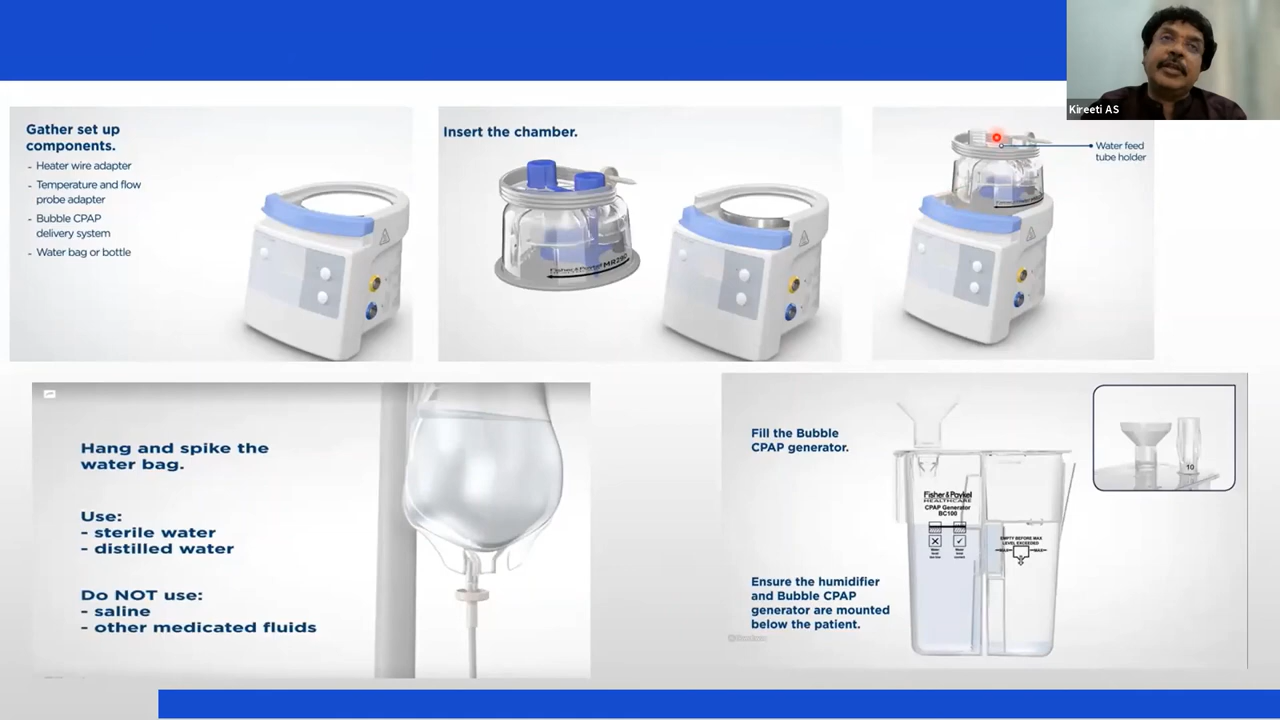 Kireeti AS
Gather set up
components.
- Heater wire adapter
- Temperature and flow
probe adapter
- Bubble CPAP
delivery system
- Water bag or bottle
Insert the chamber.
Fisher & Paykel MR290
Water feed
tube holder
Hang and spike the
water bag.
Use:
- sterile water
- distilled water
Do NOT use:
- saline
- other medicated fluids
Fill the Bubble
CPAP generator.
Ensure the humidifier
and Bubble CPAP
generator are mounted
below the patient.
Fisher & Paykel
HEALTHCARE
CPAP Generator
BC100
EMPTY BEFORE MAX
LEVEL EXCEEDED
MAX
MAX
10